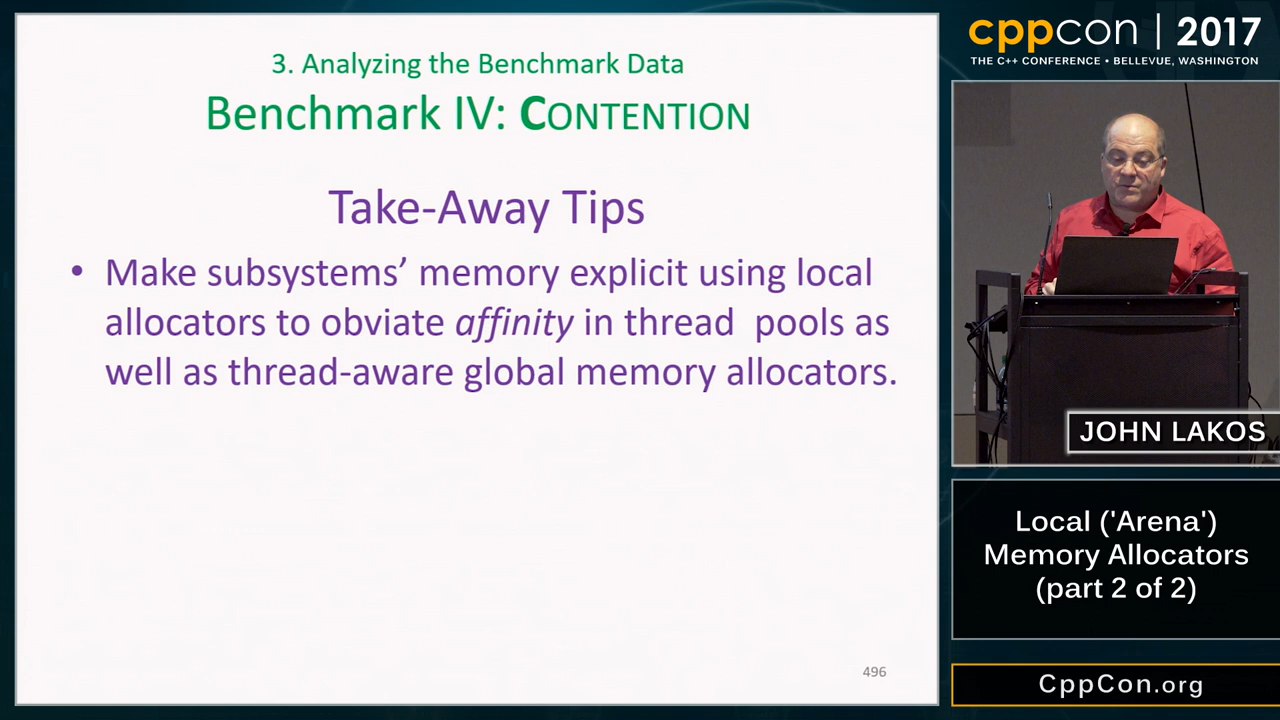 3. Analyzing the Benchmark Data
Benchmark IV: CONTENTION
Take-Away Tips
• Make subsystems’ memory explicit using local
allocators to obviate affinity in thread pools as
well as thread-aware global memory allocators.
496
cppcon | 2017
THE C++ CONFERENCE • BELLEVUE, WASHINGTON
JOHN LAKOS
Local ('Arena')
Memory Allocators
(part 2 of 2)
CppCon.org